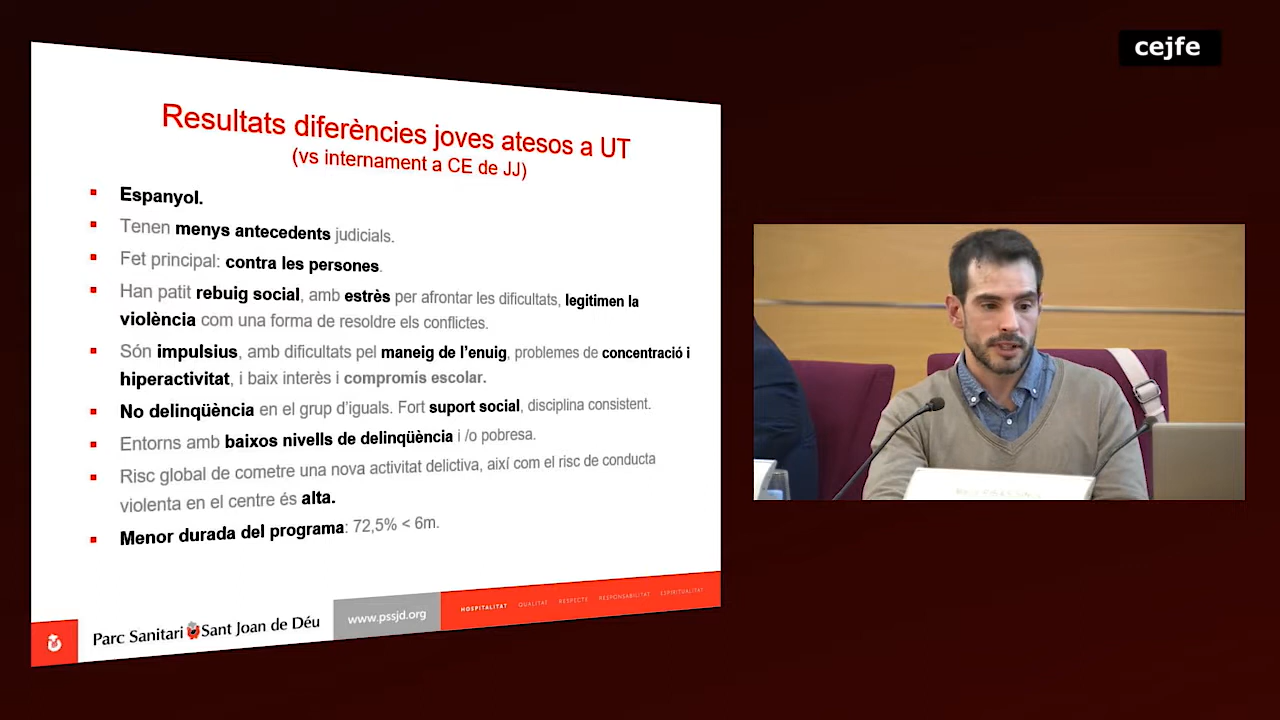 cejfe
Resultats diferències joves atesos a UT
(vs internament a CE de JJ)
Espanyol.
Tenen menys antecedents judicials.
Fet principal: contra les persones.
Han patit rebuig social, amb estrès per afrontar les dificultats, legitimen la
violència com una forma de resoldre els conflictes.
Són impulsius, amb dificultats pel maneig de l'enuig, problemes de concentració i
hiperactivitat, i baix interès i compromis escolar.
No delinqüència en el grup d'iguals. Fort suport social, disciplina consistent.
Entorns amb baixos nivells de delinqüència i /o pobresa.
Risc global de cometre una nova activitat delictiva, així com el risc de conducta
violenta en el centre és alta.
Menor durada del programa: 72,5% < 6m.
Parc Sanitari Sant Joan de Déu
www.pssjd.org
HOSPITALITAT QUALITAT RESPECTE RESPONSABILITAT ESPIRITUALITAT